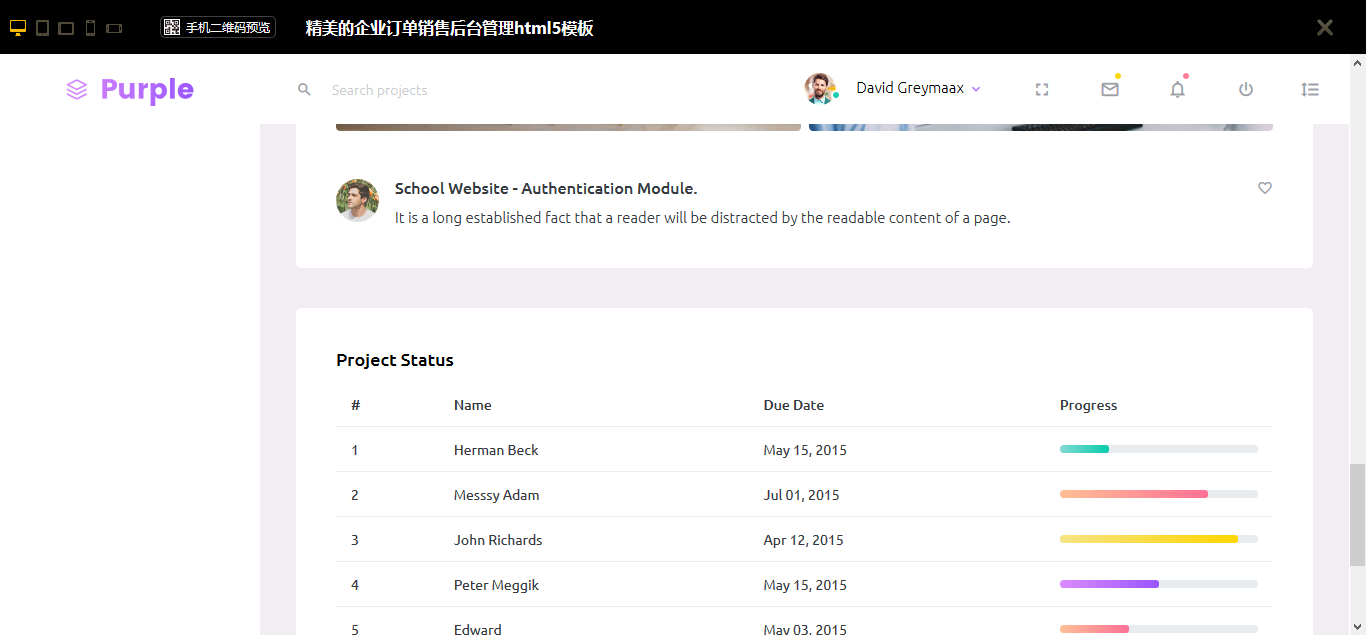 手机二维码预览 精美的企业订单销售后台管理html5模板
Purple Search projects David Greymaax
School Website - Authentication Module.
It is a long established fact that a reader will be distracted by the readable content of a page.
Project Status
# Name Due Date Progress
1 Herman Beck May 15, 2015
2 Messsy Adam Jul 01, 2015
3 John Richards Apr 12, 2015
4 Peter Meggik May 15, 2015
5 Edward May 03, 2015